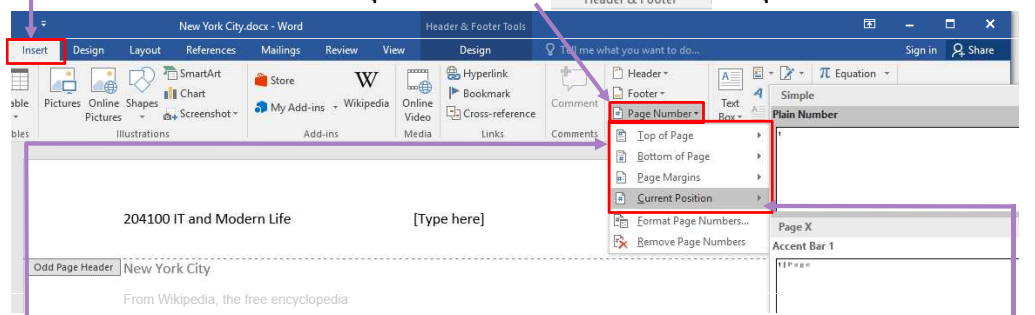 Header & Footer
New York City.docx - Word
Header & Footer Tools
Insert Design Layout References Mailings Review View Design Tell me what you want to do... Sign in Share
Pictures
Online Pictures
Shapes
SmartArt
Chart
Screenshot
Store
My Add-ins
Wikipedia
W
Online Video
Hyperlink
Bookmark
Cross-reference
Comment
Header
Footer
Page Number
Text Box
A
π Equation
Illustrations Add-ins Media Links Comments
Top of Page
Bottom of Page
Page Margins
Current Position
Format Page Numbers...
Remove Page Numbers
Simple
Plain Number
1
Page X
Accent Bar 1
1|Page
204100 IT and Modern Life [Type here]
Odd Page Header
New York City
From Wikipedia, the free encyclopedia